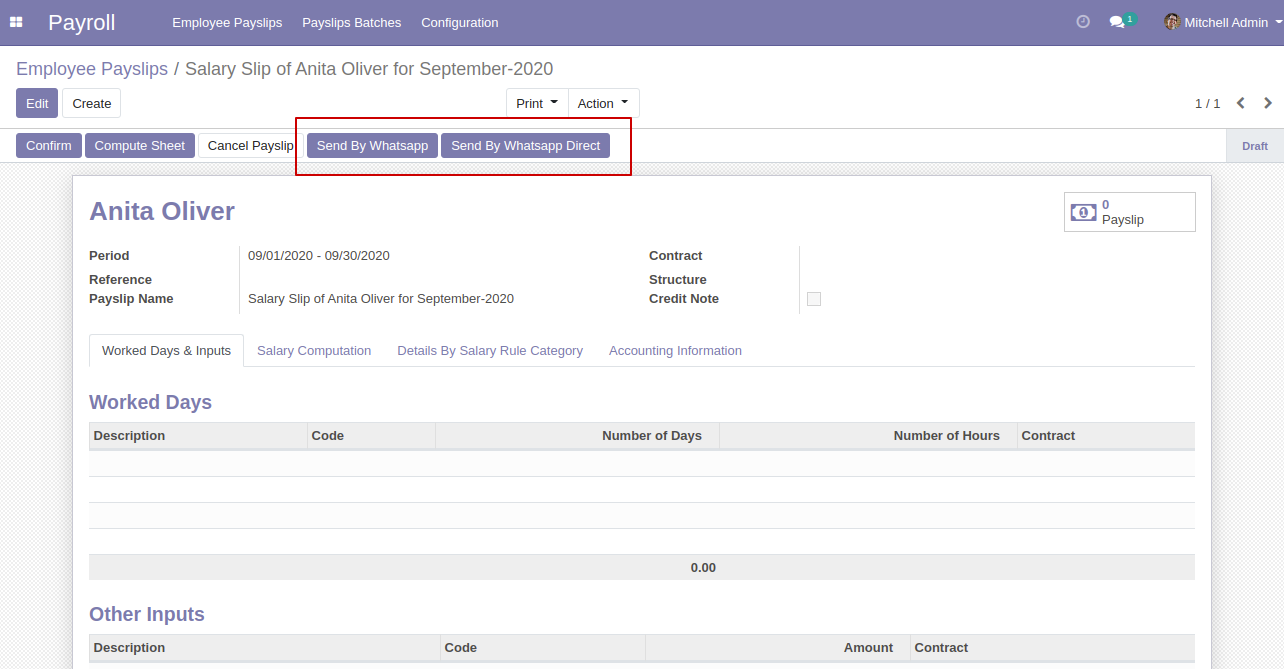 Payroll Employee Payslips Payslips Batches Configuration 1 Mitchell Admin
Employee Payslips / Salary Slip of Anita Oliver for September-2020
Edit Create Print Action 1 / 1
Confirm Compute Sheet Cancel Payslip Send By Whatsapp Send By Whatsapp Direct Draft
Anita Oliver
0
1 Payslip
Period 09/01/2020 - 09/30/2020 Contract
Reference Structure
Payslip Name Salary Slip of Anita Oliver for September-2020 Credit Note
Worked Days & Inputs Salary Computation Details By Salary Rule Category Accounting Information
Worked Days
Description Code Number of Days Number of Hours Contract
0.00
Other Inputs
Description Code Amount Contract